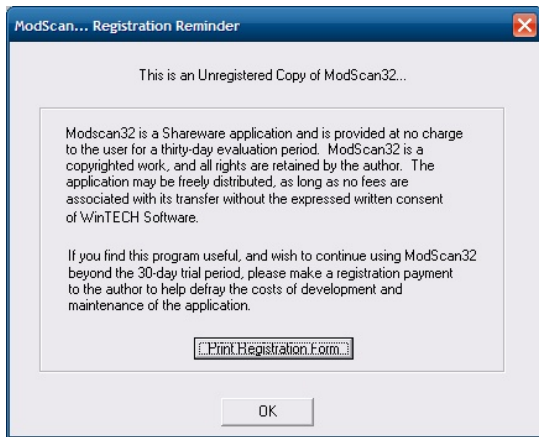 ModScan... Registration Reminder
This is an Unregistered Copy of ModScan32...
Modscan32 is a Shareware application and is provided at no charge
to the user for a thirty-day evaluation period. ModScan32 is a
copyrighted work, and all rights are retained by the author. The
application may be freely distributed, as long as no fees are
associated with its transfer without the expressed written consent
of WinTECH Software.
If you find this program useful, and wish to continue using ModScan32
beyond the 30-day trial period, please make a registration payment
to the author to help defray the costs of development and
maintenance of the application.
Print Registration Form
OK